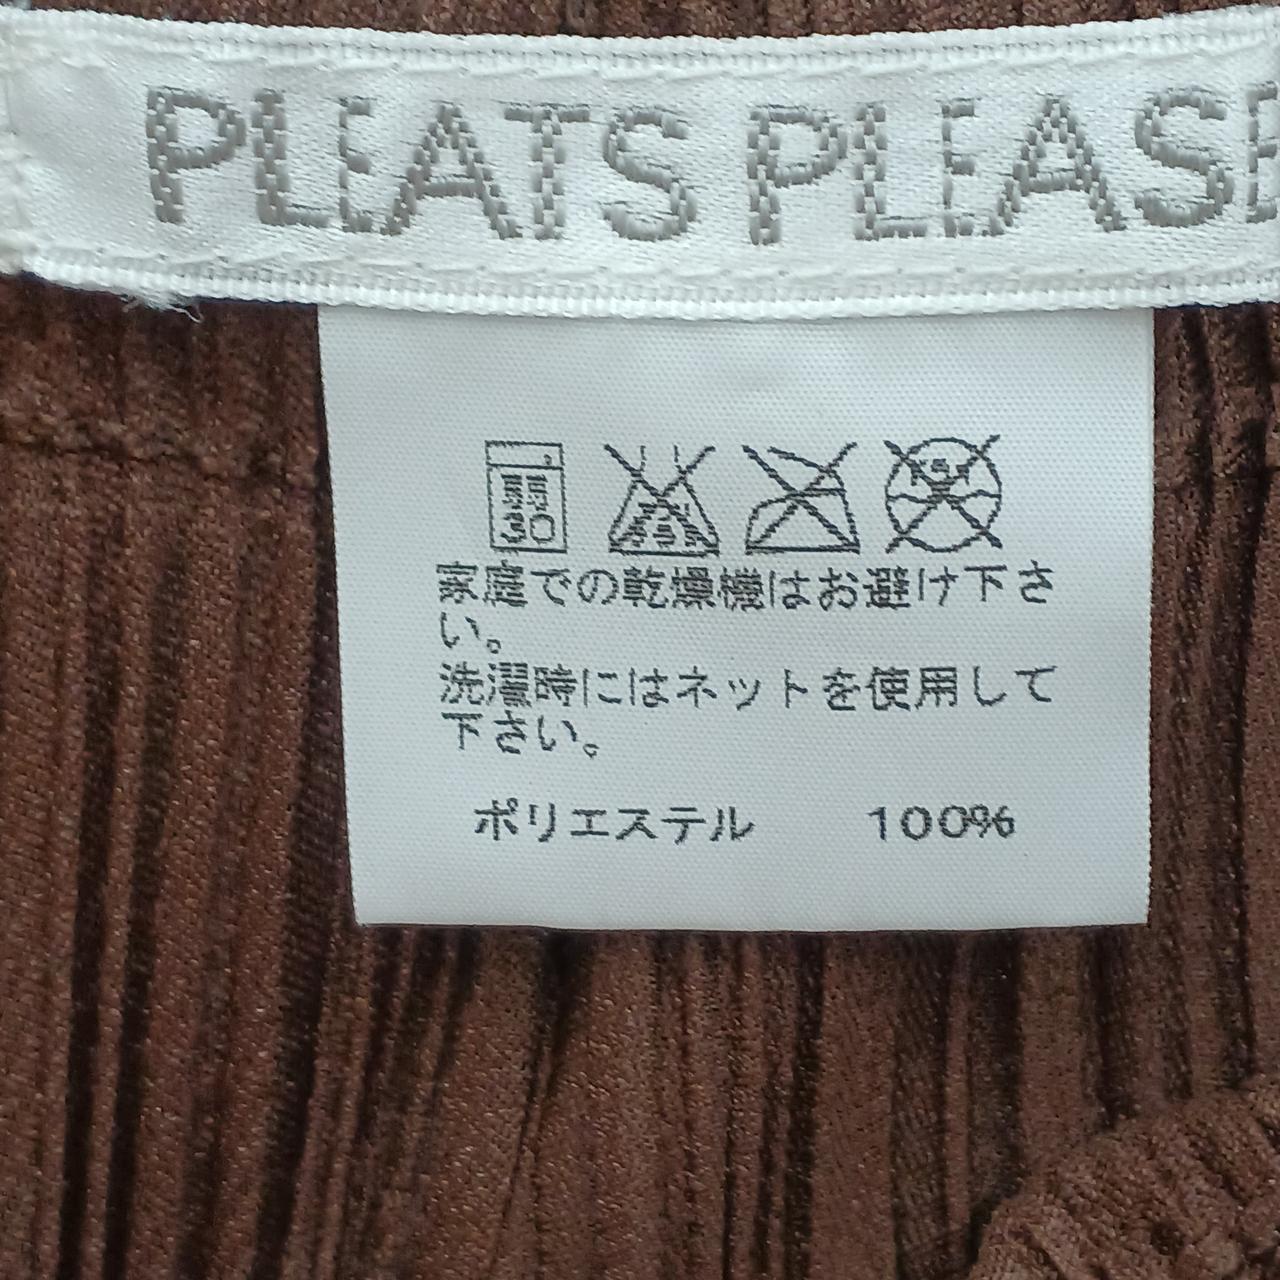 PLEATS PLEASE
家庭での乾燥機はお避け下さ
い。
洗濯時にはネットを使用して
下さい。
ポリエステル 100%